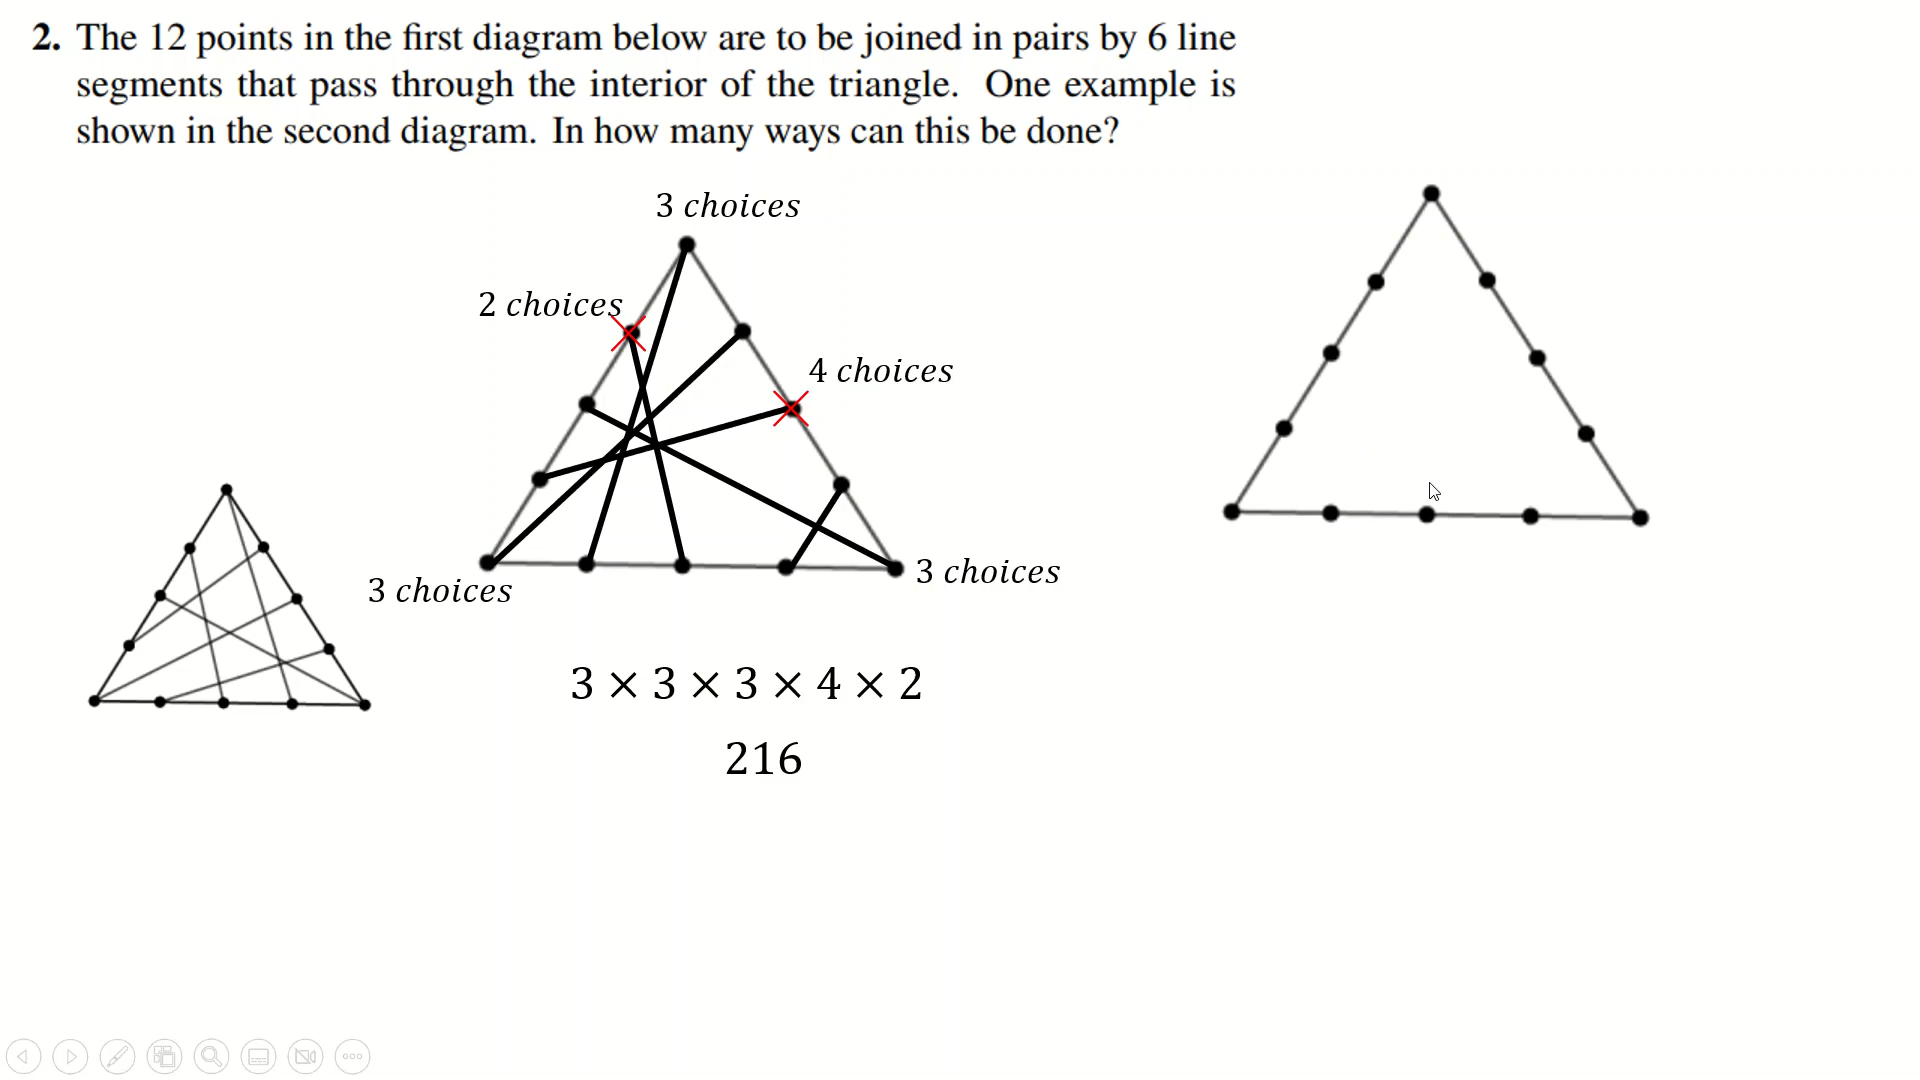 2. The 12 points in the first diagram below are to be joined in pairs by 6 line
segments that pass through the interior of the triangle. One example is
shown in the second diagram. In how many ways can this be done?
3 choices
2 choices
4 choices
3 choices
3 choices
3 × 3 × 3 × 4 × 2
216